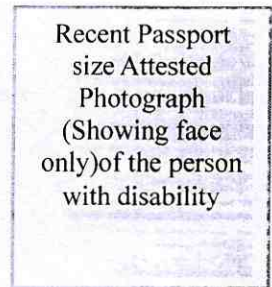 Recent Passport
size Attested
Photograph
(Showing face
only)of the person
with disability